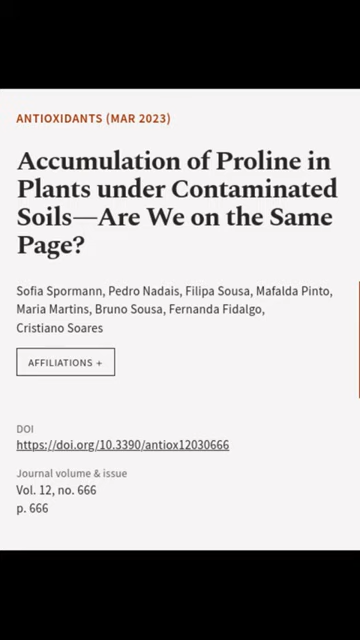 ANTIOXIDANTS (MAR 2023)
Accumulation of Proline in
Plants under Contaminated
Soils—Are We on the Same
Page?
Sofia Spormann, Pedro Nadais, Filipa Sousa, Mafalda Pinto,
Maria Martins, Bruno Sousa, Fernanda Fidalgo,
Cristiano Soares
AFFILIATIONS +
DOI
https://doi.org/10.3390/antiox12030666
Journal volume & issue
Vol. 12, no. 666
p. 666